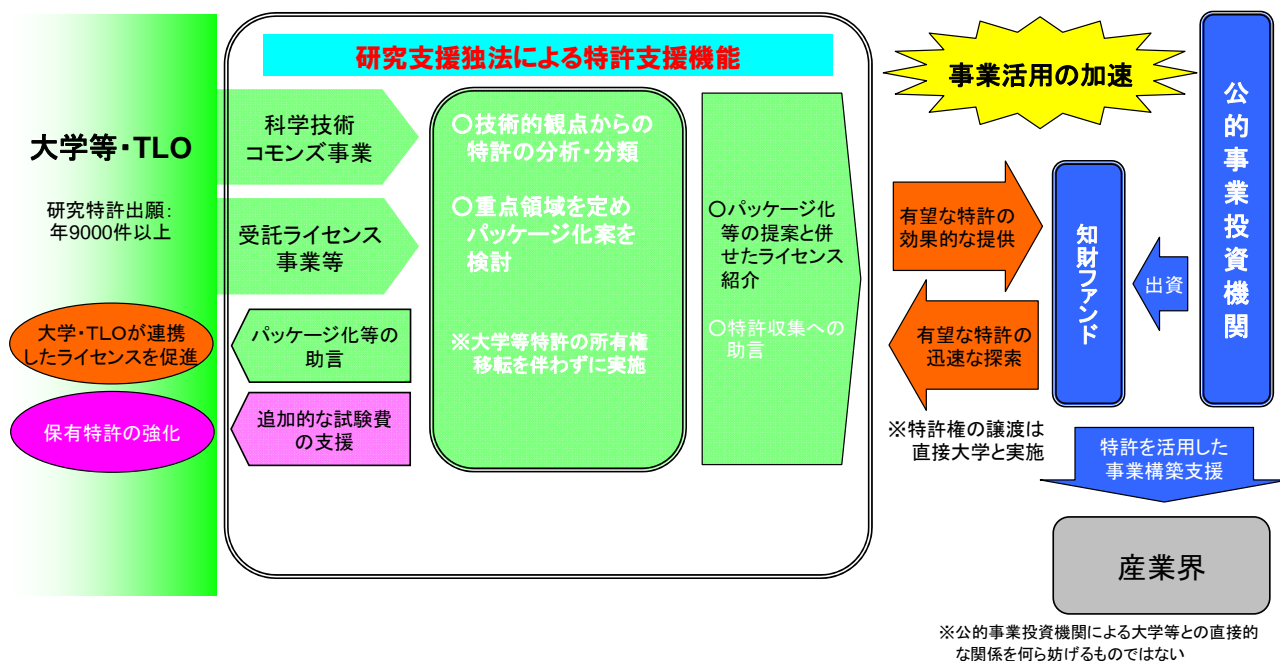 研究支援独法による特許支援機能
大学等・TLO
研究特許出願：
年9000件以上
科学技術
コモンズ事業
受託ライセンス
事業等
大学・TLOが連携
したライセンスを促進
パッケージ化等の
助言
保有特許の強化
追加的な試験費
の支援
○技術的観点からの
特許の分析・分類
○重点領域を定め
パッケージ化案を
検討
※大学等特許の所有権
移転を伴わずに実施
○パッケージ化
等の提案と併
せたライセンス
紹介
○特許収集への
助言
事業活用の加速
有望な特許の
効果的な提供
有望な特許の
迅速な探索
※特許権の譲渡は
直接大学と実施
知財ファンド
出資
公的事業投資機関
特許を活用した
事業構築支援
産業界
※公的事業投資機関による大学等との直接的
な関係を何ら妨げるものではない